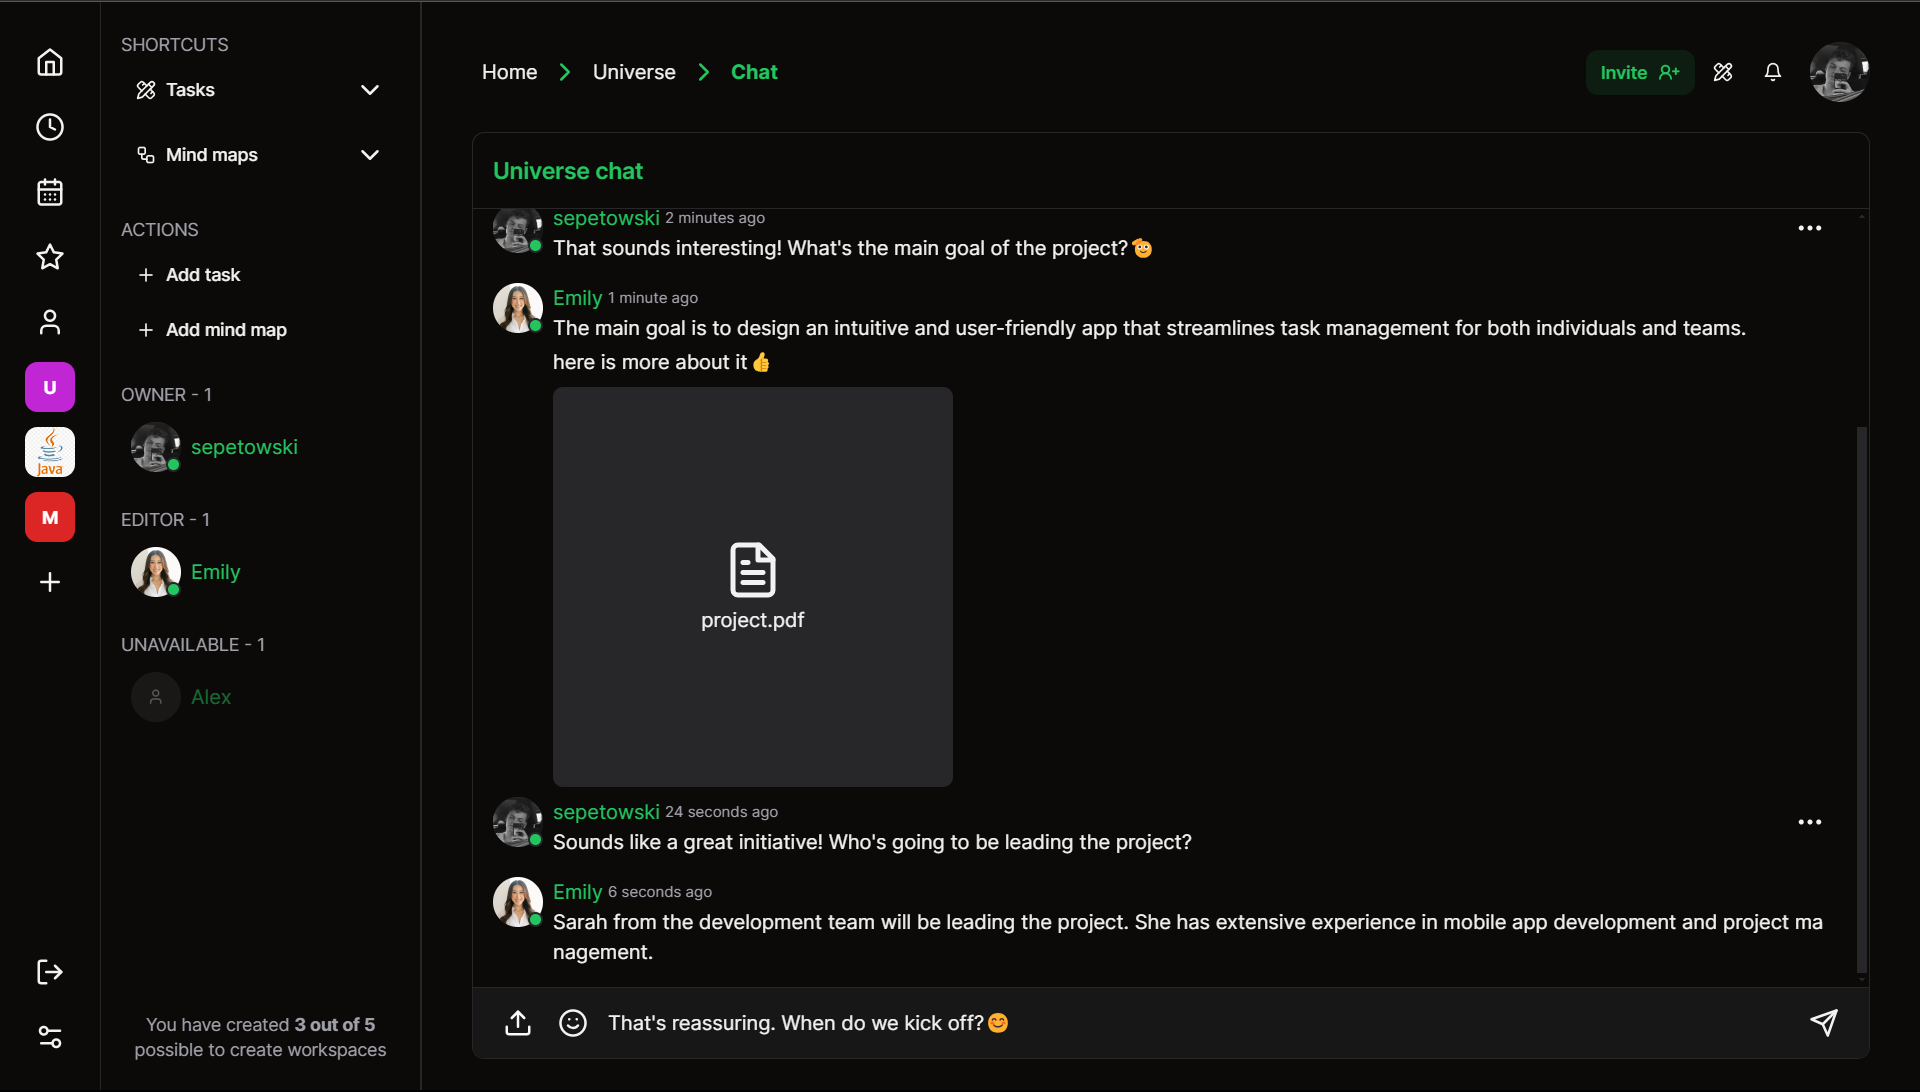 SHORTCUTS
Tasks
Mind maps
ACTIONS
Add task
Add mind map
OWNER - 1
sepetowski
EDITOR - 1
Emily
UNAVAILABLE - 1
Alex
You have created 3 out of 5
possible to create workspaces
U
Java
M
Home
Universe
Chat
Invite
Universe chat
sepetowski 2 minutes ago
That sounds interesting! What's the main goal of the project?🫡
Emily 1 minute ago
The main goal is to design an intuitive and user-friendly app that streamlines task management for both individuals and teams.
here is more about it👍
project.pdf
sepetowski 24 seconds ago
Sounds like a great initiative! Who's going to be leading the project?
Emily 6 seconds ago
Sarah from the development team will be leading the project. She has extensive experience in mobile app development and project ma
nagement.
That's reassuring. When do we kick off?😊